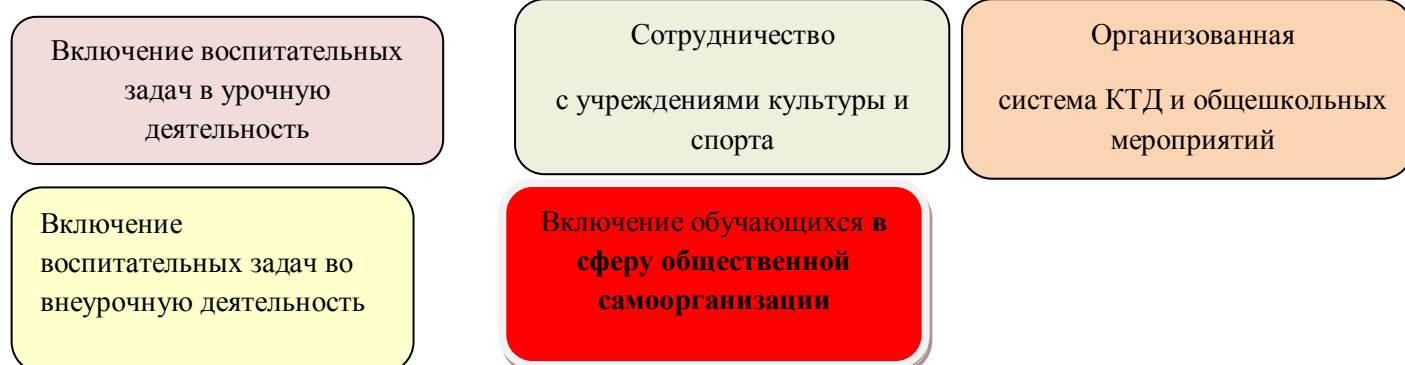 Включение воспитательных
задач в урочную
деятельность
Сотрудничество
с учреждениями культуры и
спорта
Организованная
система КТД и общешкольных
мероприятий
Включение
воспитательных задач во
внеурочную деятельность
Включение обучающихся в
сферу общественной
самоорганизации